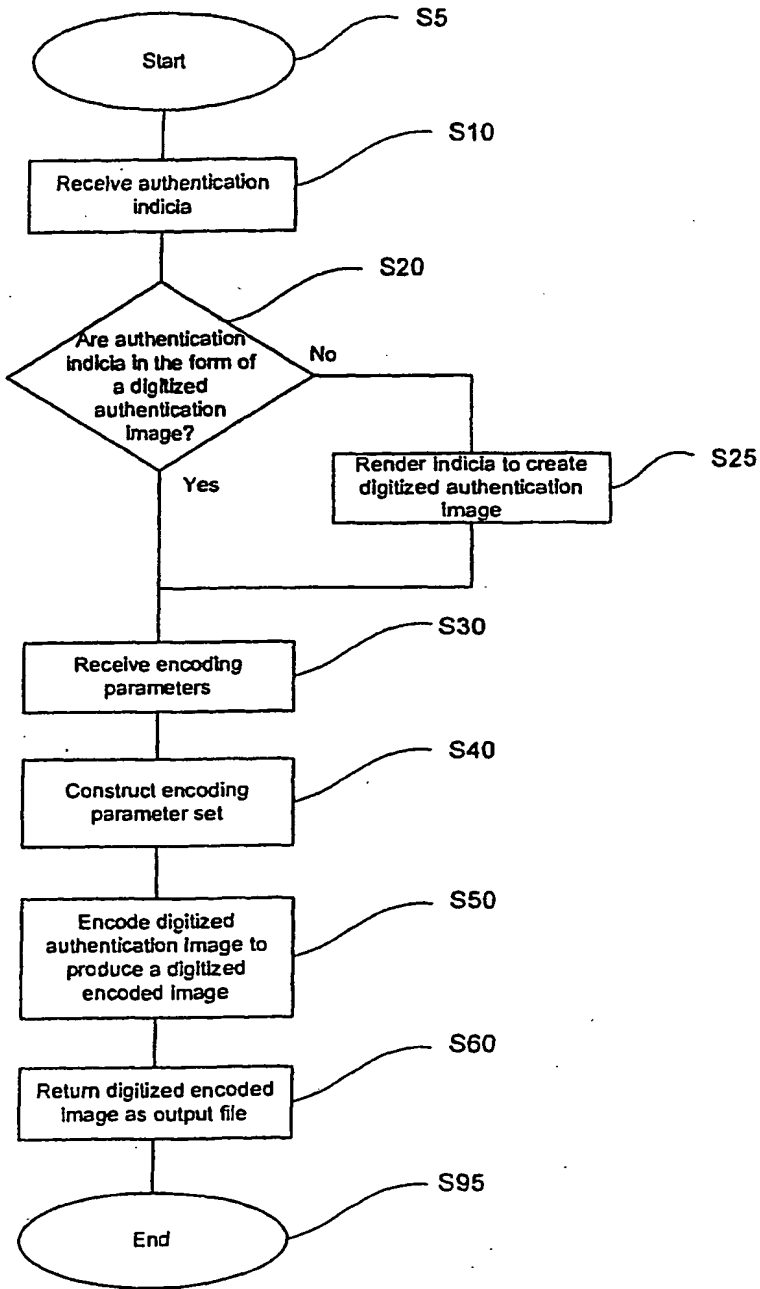 S5
Start
S10
Receive authentication
indicia
S20
Are authentication
indicia in the form of
a digitized
authentication
image?
No
Yes
S25
Render indicia to create
digitized authentication
image
S30
Receive encoding
parameters
S40
Construct encoding
parameter set
S50
Encode digitized
authentication image to
produce a digitized
encoded image
S60
Return digitized encoded
image as output file
S95
End